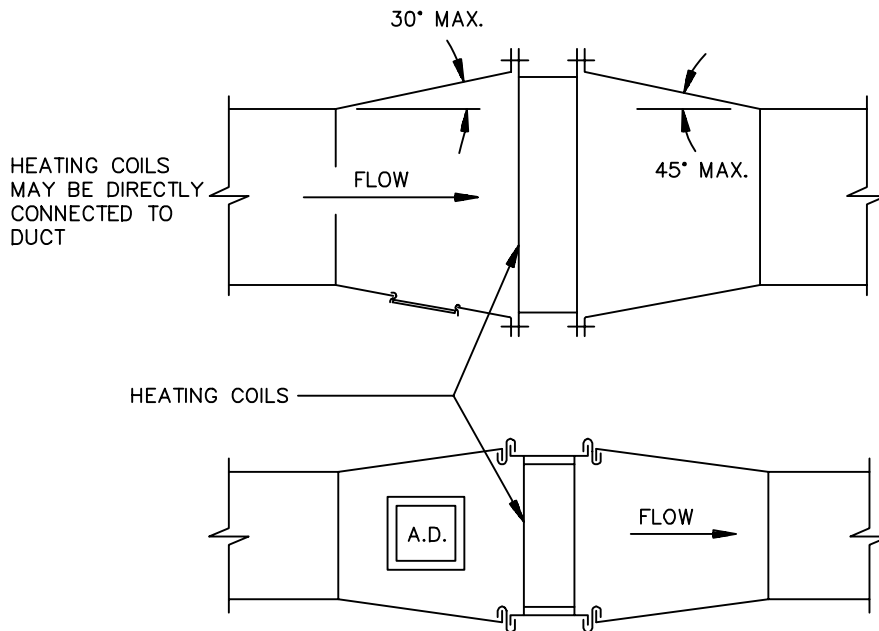 30° MAX.
HEATING COILS
MAY BE DIRECTLY
CONNECTED TO
DUCT
FLOW
45° MAX.
HEATING COILS
A.D.
FLOW